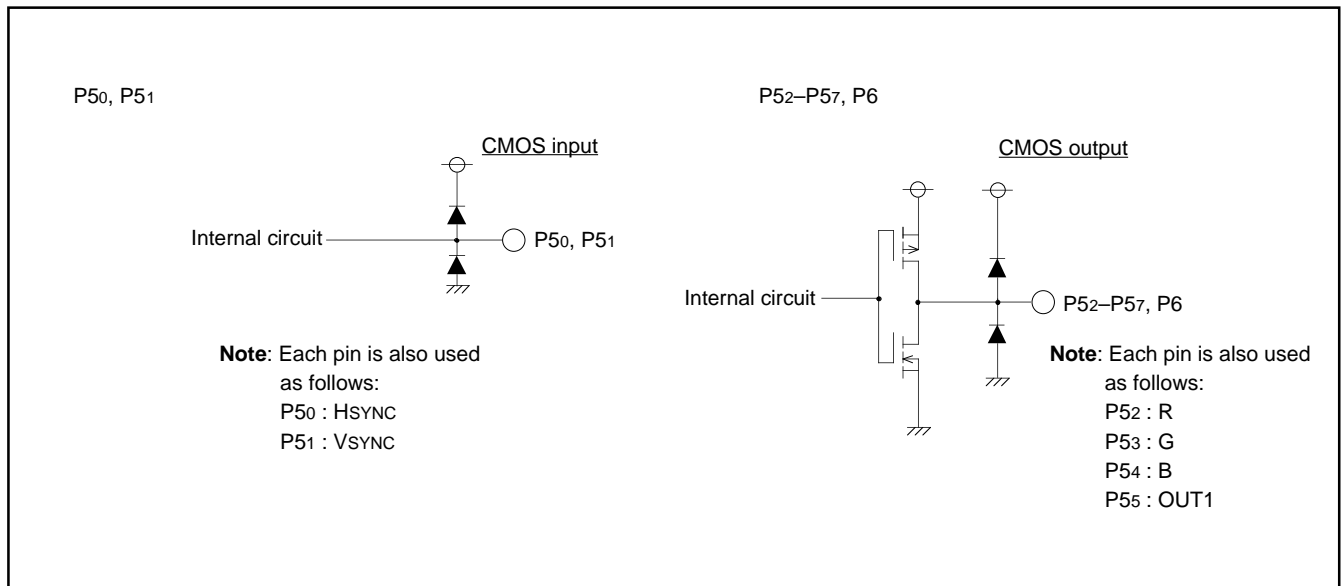 P50, P51
CMOS input
Internal circuit
P50, P51
Note: Each pin is also used
as follows:
P50 : HSYNC
P51 : VSYNC
P52–P57, P6
CMOS output
Internal circuit
P52–P57, P6
Note: Each pin is also used
as follows:
P52 : R
P53 : G
P54 : B
P55 : OUT1